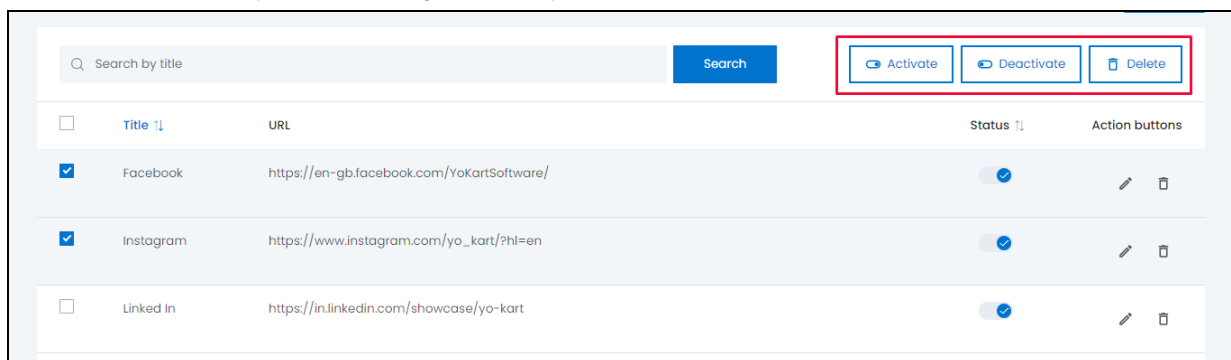 Search by title
Search
Activate
Deactivate
Delete
Title
URL
Status
Action buttons
Facebook
https://en-gb.facebook.com/YoKartSoftware/
Instagram
https://www.instagram.com/yo_kart/?hl=en
Linked In
https://in.linkedin.com/showcase/yo-kart